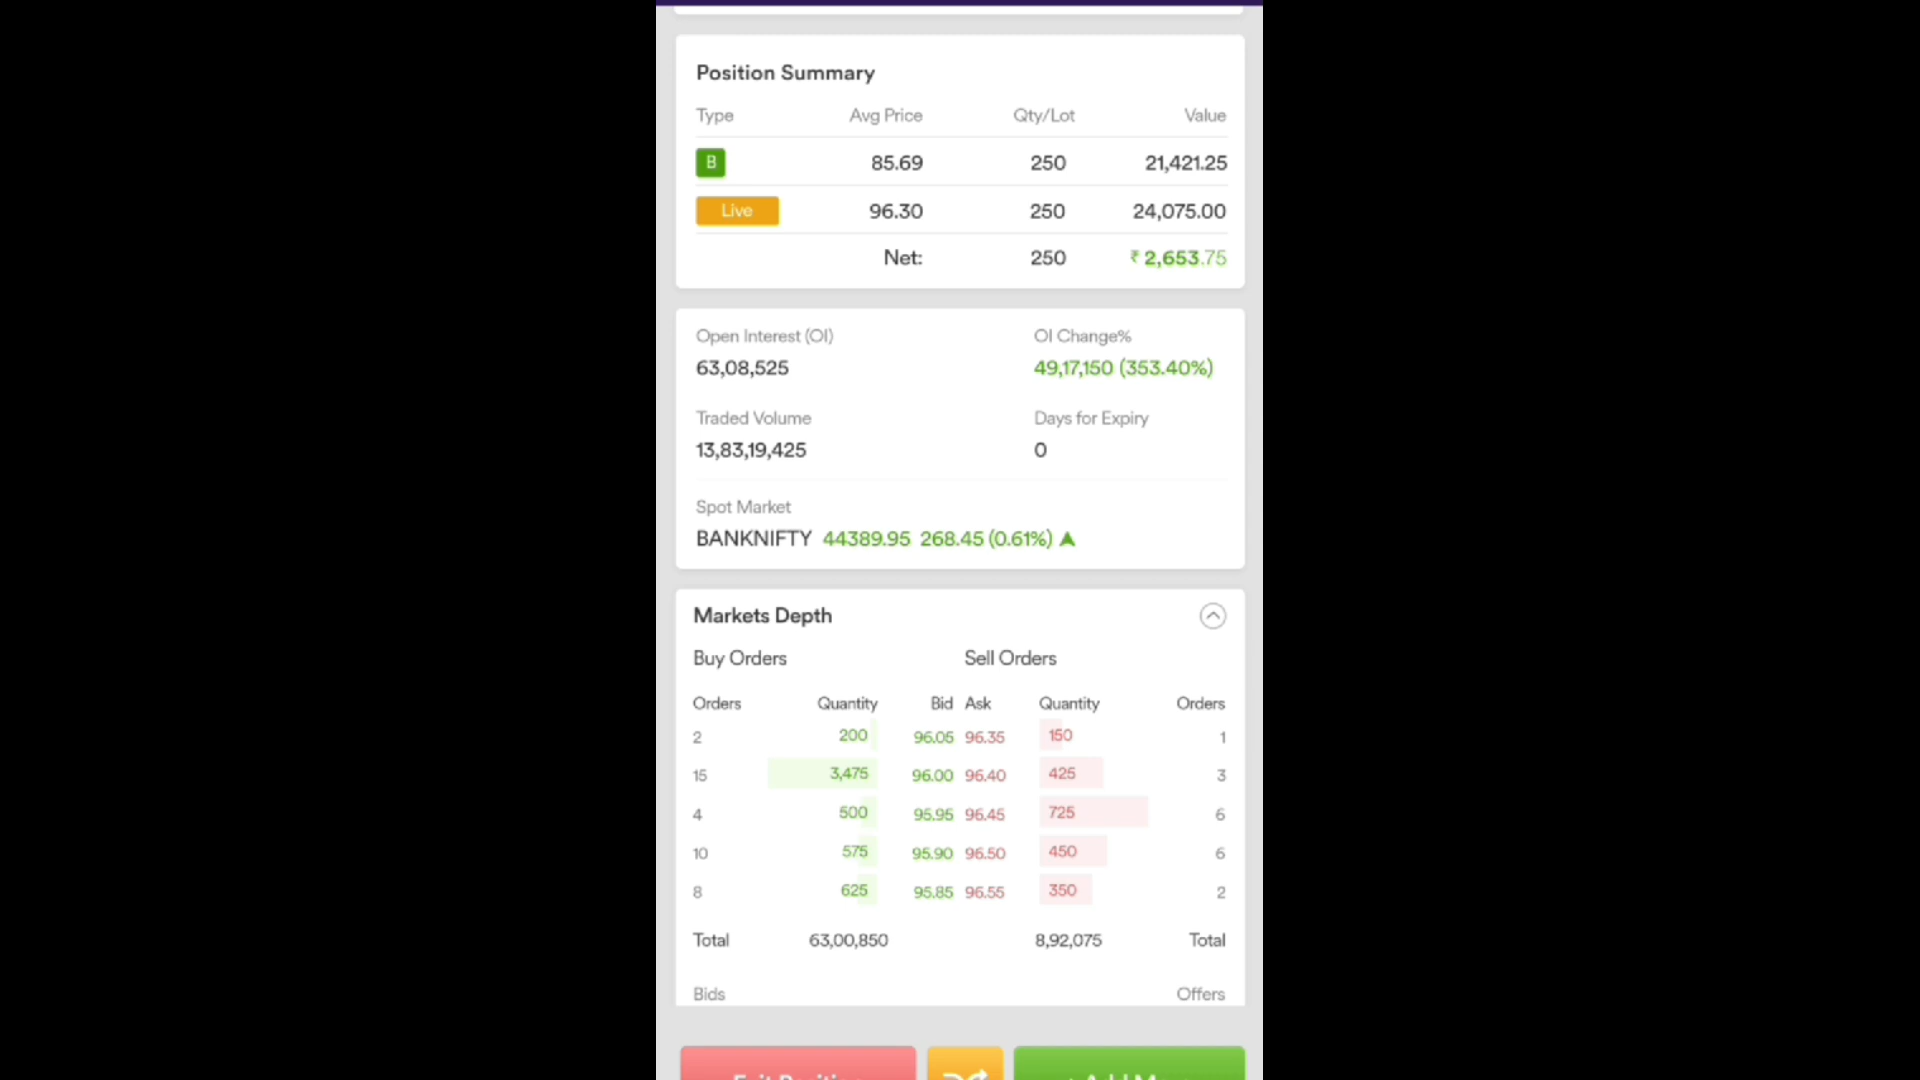 Position Summary
Type Avg Price Qty/Lot Value
B 85.69 250 21,421.25
Live 96.30 250 24,075.00
Net: 250 ₹ 2,653.75
Open Interest (OI) OI Change%
63,08,525 49,17,150 (353.40%)
Traded Volume Days for Expiry
13,83,19,425 0
Spot Market
BANKNIFTY 44389.95 268.45 (0.61%)
Markets Depth
Buy Orders Sell Orders
Orders Quantity Bid Ask Quantity Orders
2 200 96.05 96.35 150 1
15 3,475 96.00 96.40 425 3
4 500 95.95 96.45 725 6
10 575 95.90 96.50 450 6
8 625 95.85 96.55 350 2
Total 63,00,850 8,92,075 Total
Bids Offers